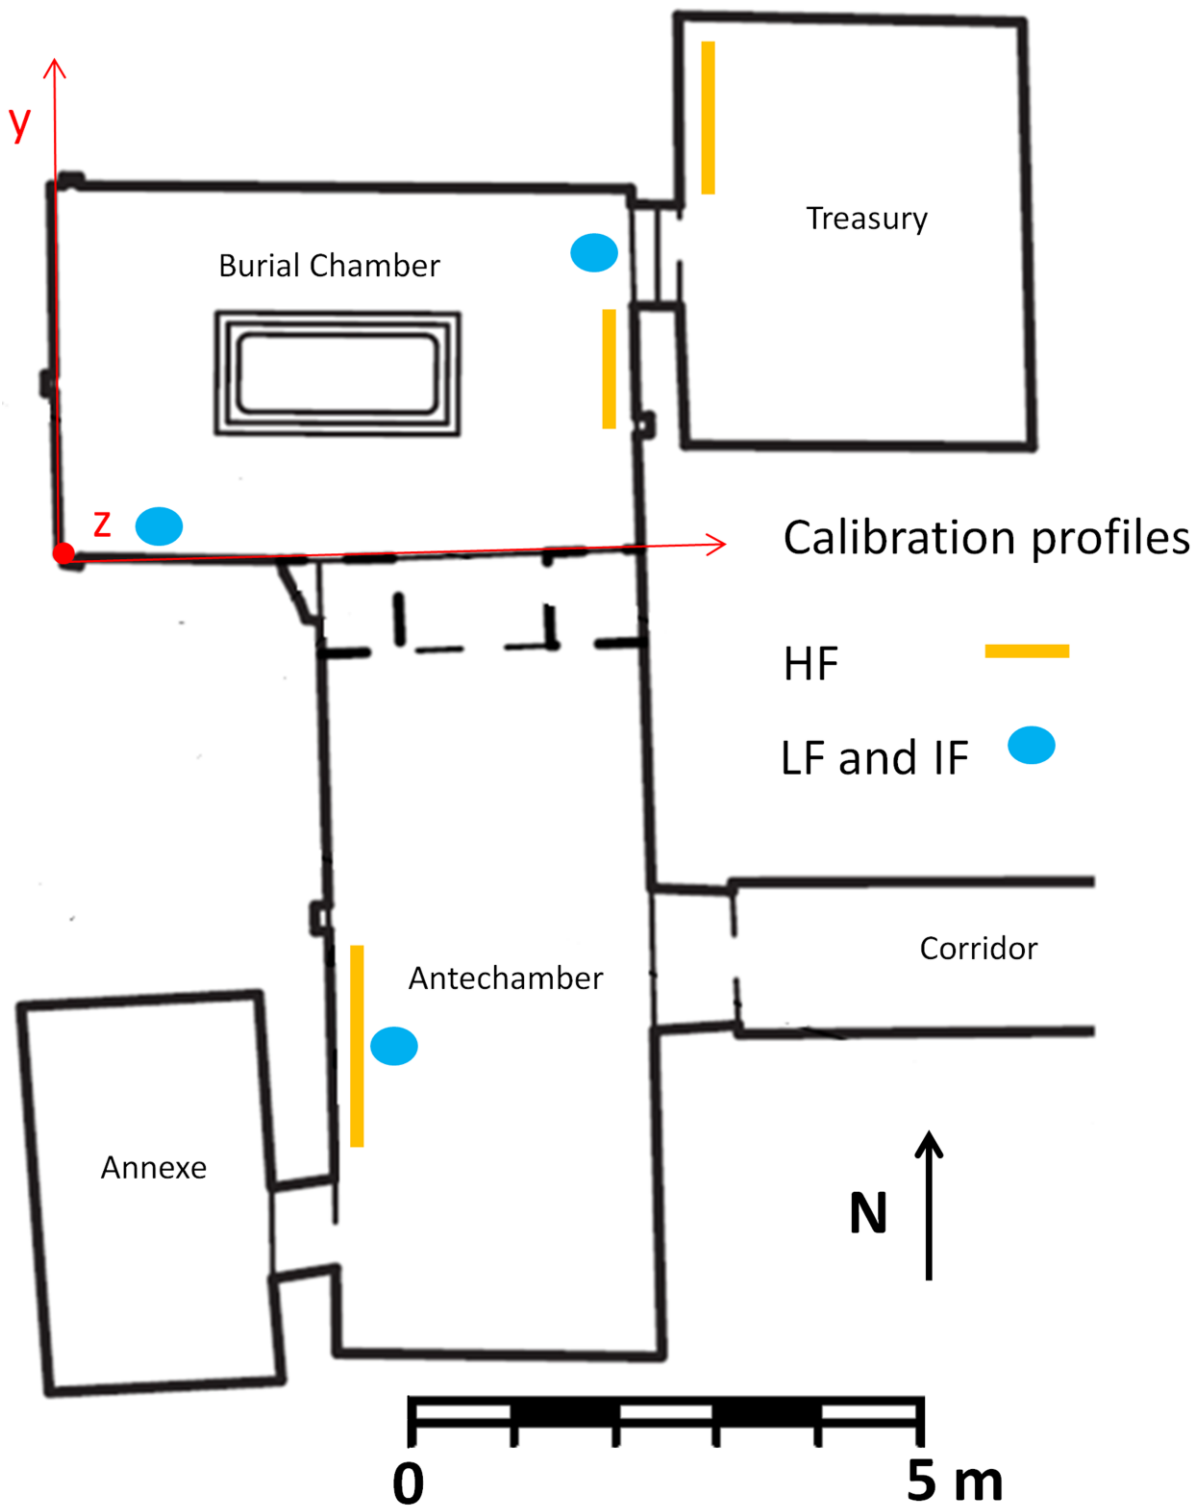 y
Treasury
Burial Chamber
z
Calibration profiles
HF
LF and IF
Corridor
Antechamber
Annexe
N
0
5 m